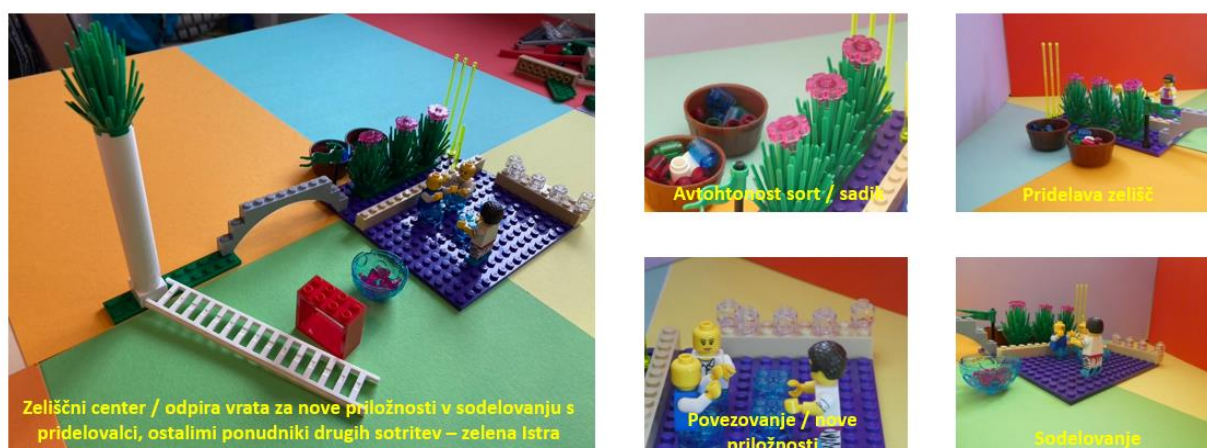 Avtohtonost sort / sadik
Pridelava zelišč
Zeliščni center / odpira vrata za nove priložnosti v sodelovanju s
pridelovalci, ostalimi ponudniki drugih sotritev – zelena Istra
Povezovanje / nove
priložnosti
Sodelovanje